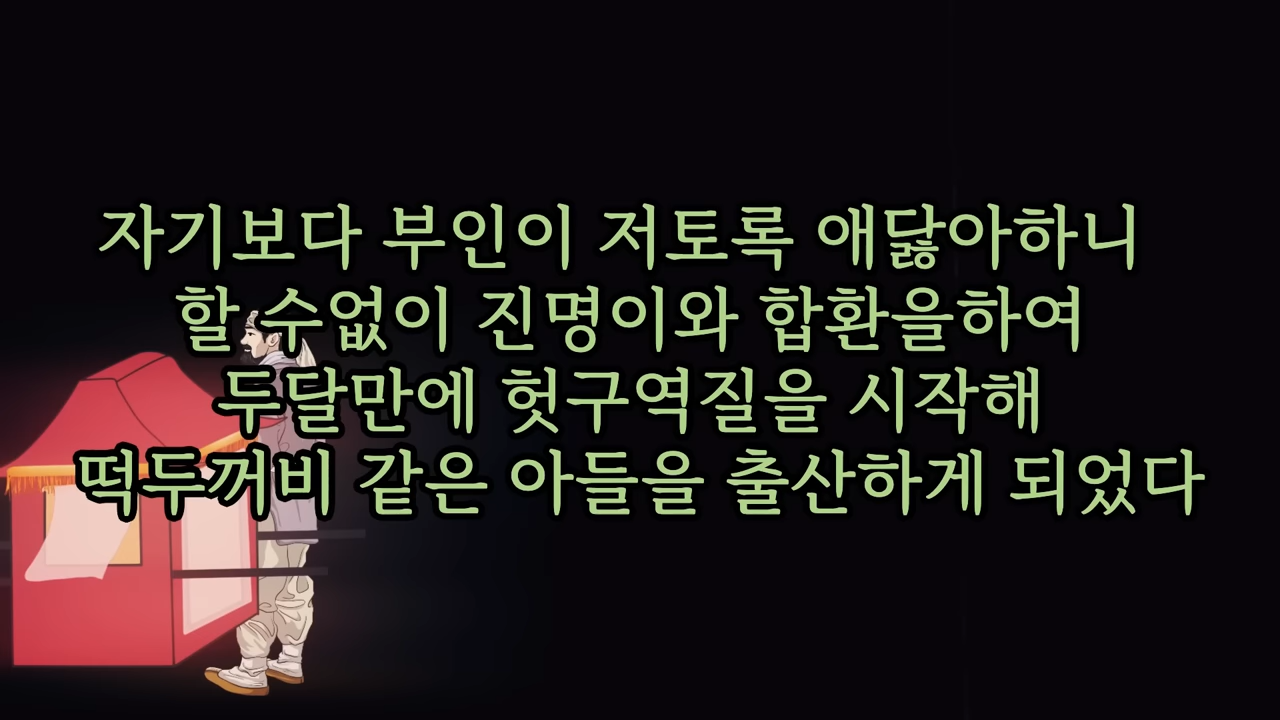 자기보다 부인이 저토록 애닳아하니
할 수없이 진명이와 합환을하여
두달만에 헛구역질을 시작해
떡두꺼비 같은 아들을 출산하게 되었다